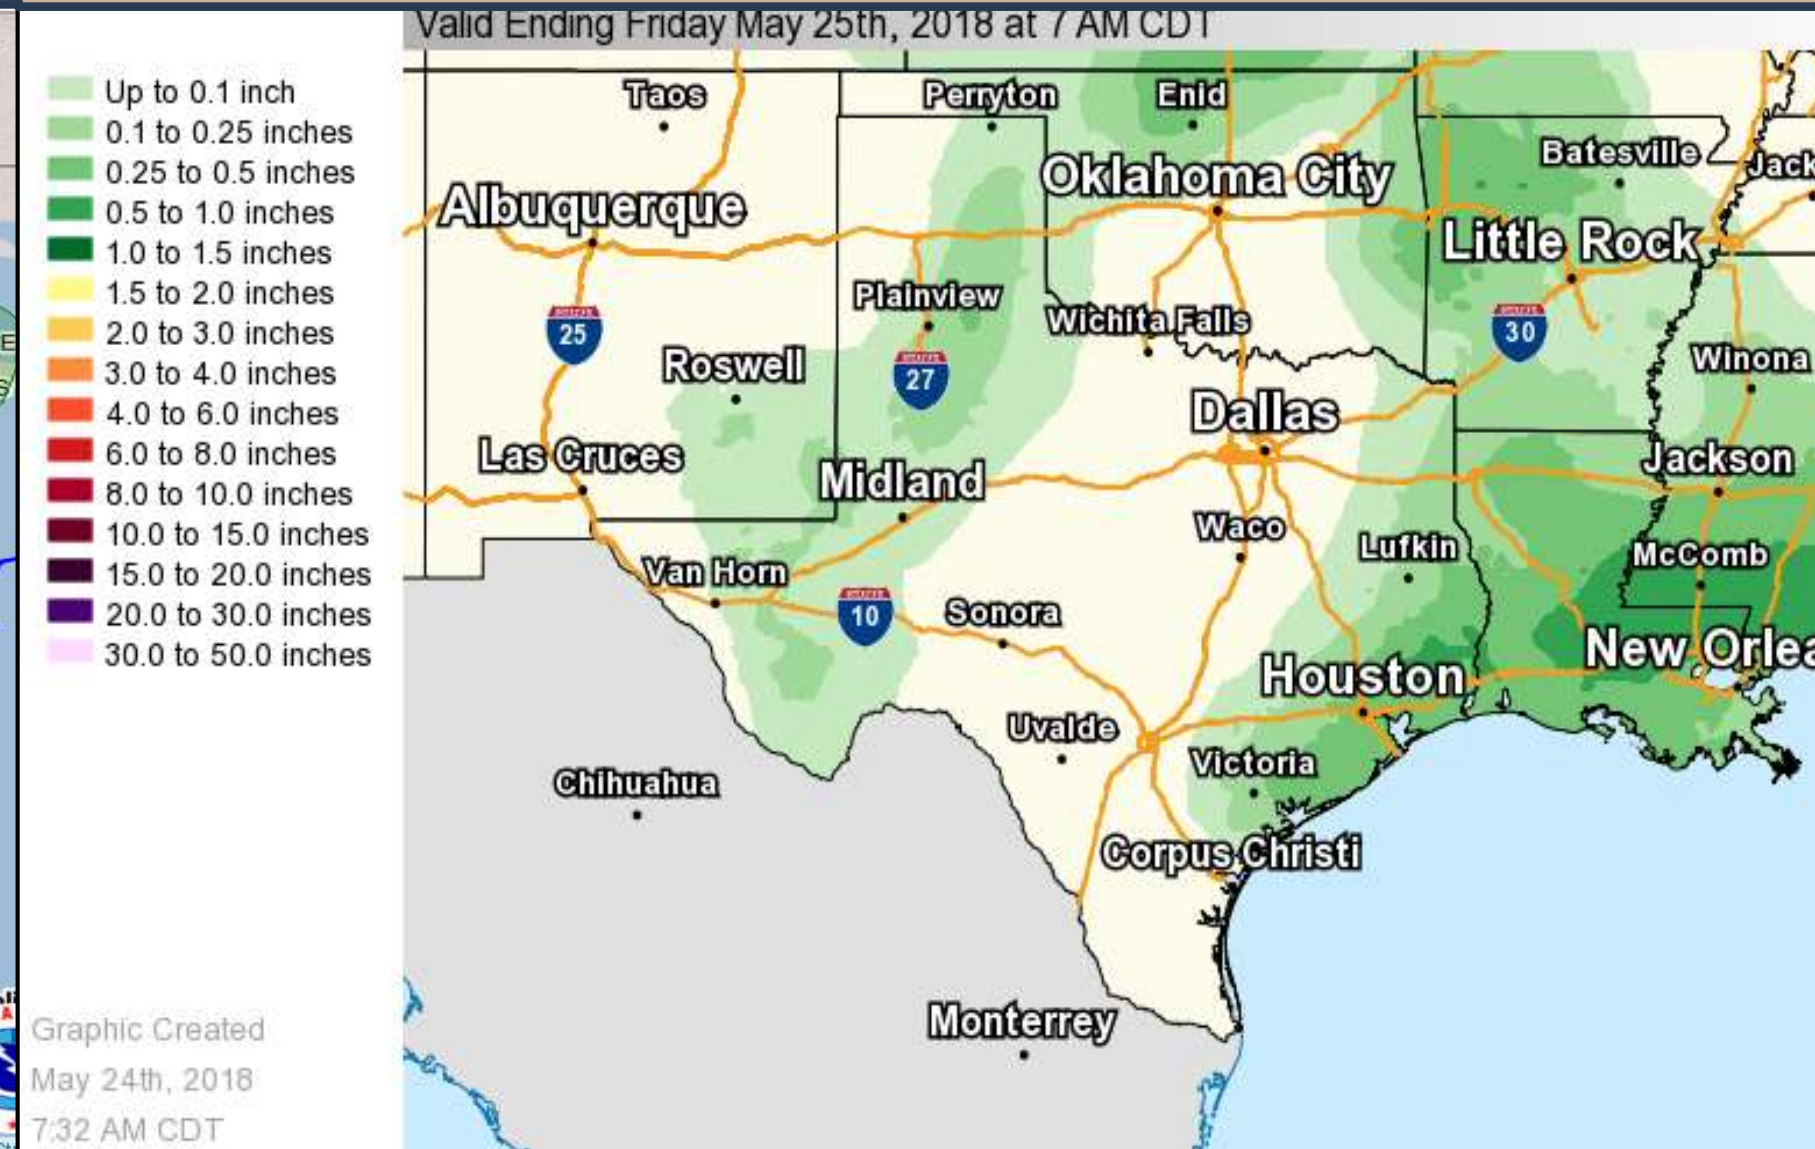 Valid Ending Friday May 25th, 2018 at 7 AM CDT
Up to 0.1 inch
0.1 to 0.25 inches
0.25 to 0.5 inches
0.5 to 1.0 inches
1.0 to 1.5 inches
1.5 to 2.0 inches
2.0 to 3.0 inches
3.0 to 4.0 inches
4.0 to 6.0 inches
6.0 to 8.0 inches
8.0 to 10.0 inches
10.0 to 15.0 inches
15.0 to 20.0 inches
20.0 to 30.0 inches
30.0 to 50.0 inches
Graphic Created
May 24th, 2018
7:32 AM CDT
Taos
Perryton
Enid
Batesville
Jack
Oklahoma City
Albuquerque
Little Rock
Plainview
Wichita Falls
25
30
Roswell
27
Winona
Dallas
Las Cruces
Midland
Jackson
Waco
Lufkin
McComb
Van Horn
10
Sonora
New Orlea
Houston
Uvalde
Victoria
Chihuahua
Corpus Christi
Monterrey